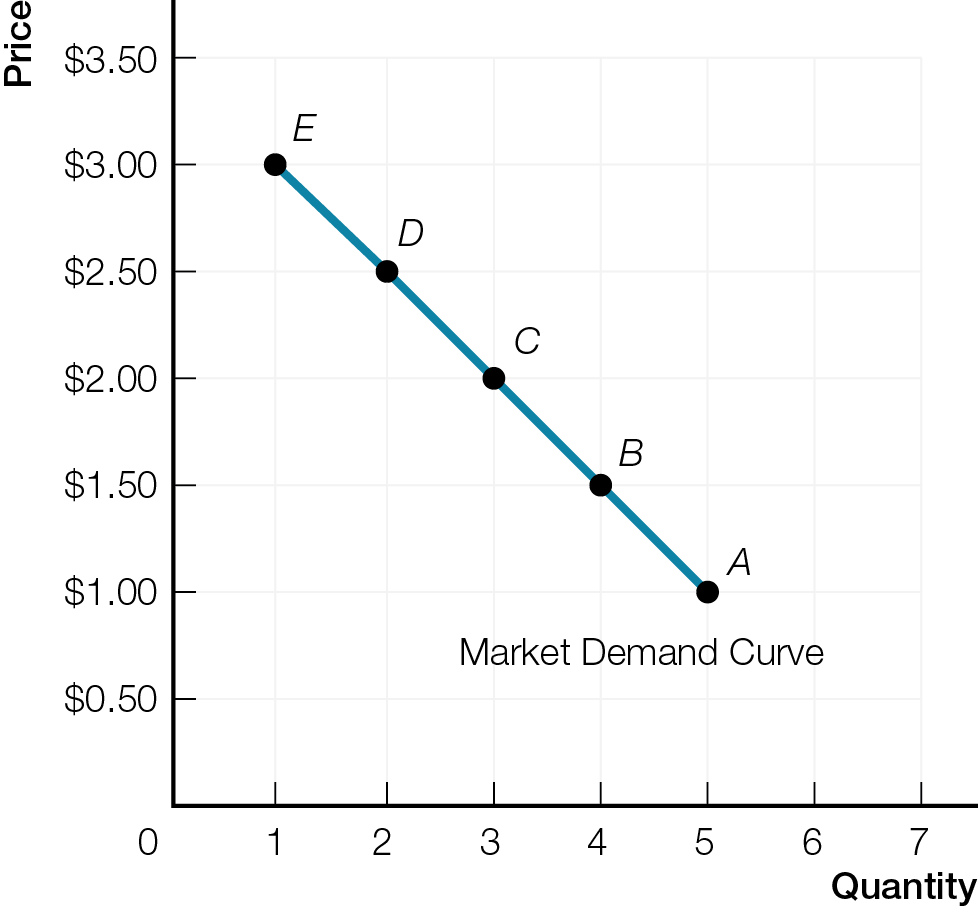 Price
$3.50
E
$3.00
D
$2.50
C
$2.00
B
$1.50
A
$1.00
Market Demand Curve
$0.50
0 1 2 3 4 5 6 7
Quantity